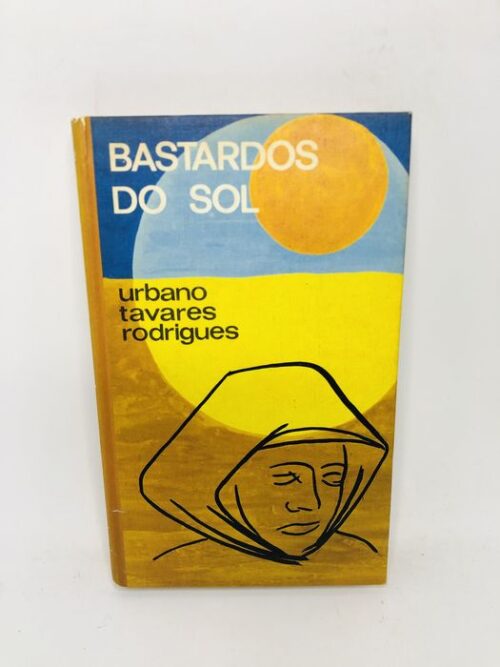 BASTARDOS
DO SOL
urbano
tavares
rodrigues